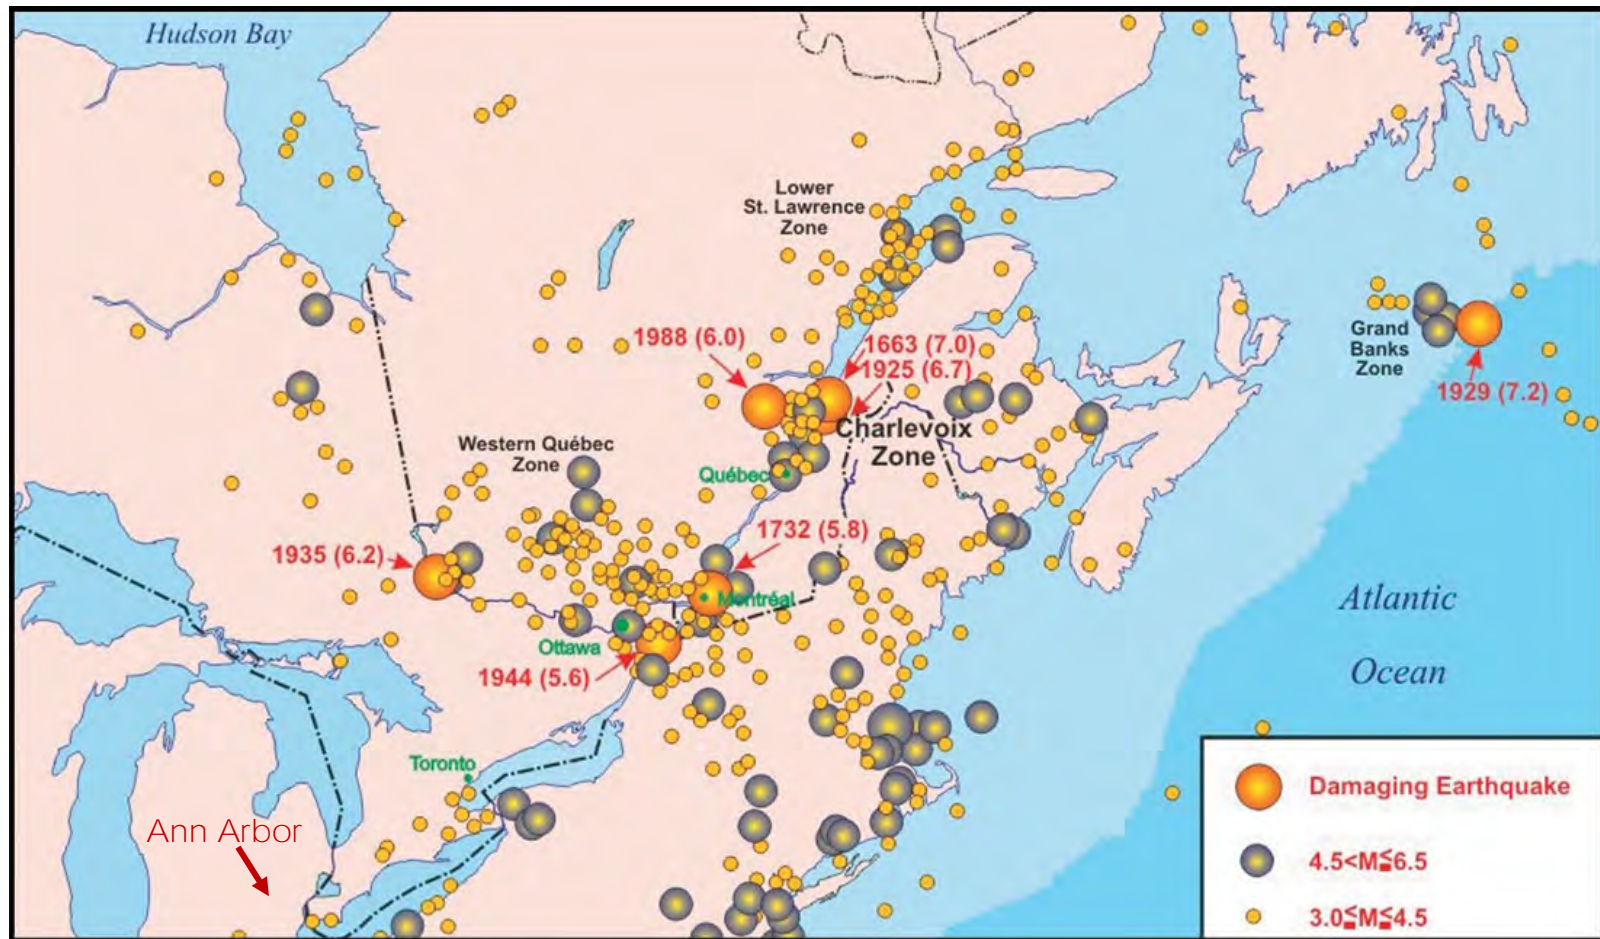 Hudson Bay
Lower
St. Lawrence
Zone
1988 (6.0)
1663 (7.0)
1925 (6.7)
Grand
Banks
Zone
1929 (7.2)
Charlevoix
Zone
Western Québec
Zone
Québec
1732 (5.8)
1935 (6.2)
Montréal
Ottawa
1944 (5.6)
Atlantic
Ocean
Toronto
Ann Arbor
Damaging Earthquake
4.5<M≦6.5
3.0≦M≦4.5